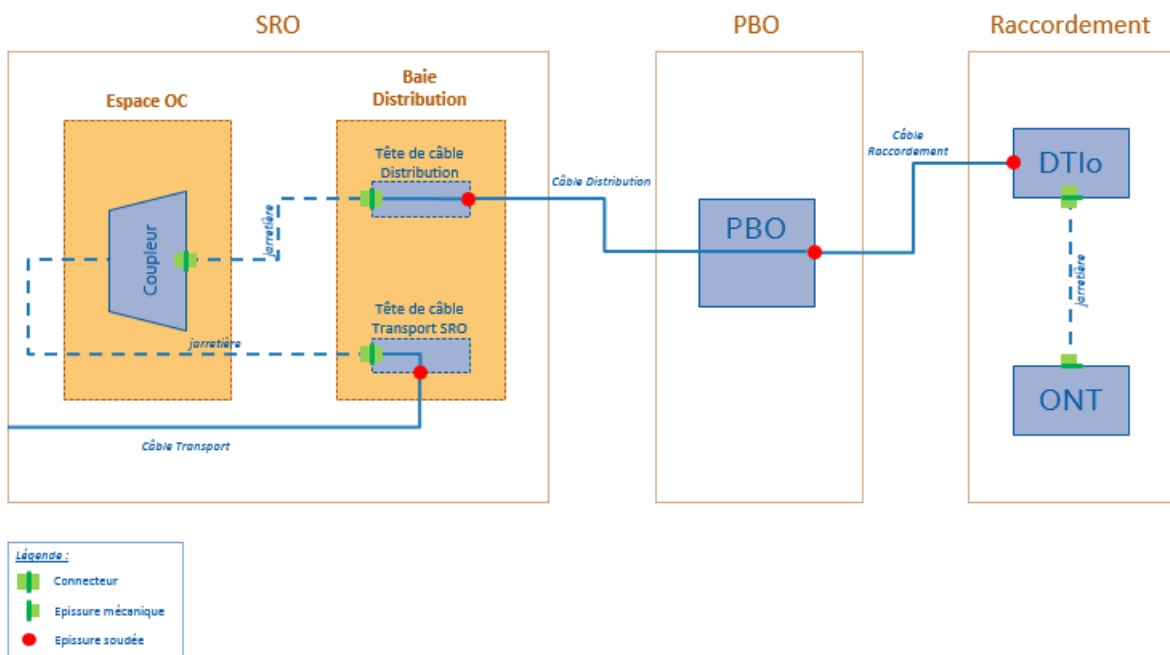 SRO
PBO
Raccordement
Espace OC
Baie
Distribution
Tête de câble
Distribution
Câble Distribution
Câble
Raccordement
DTIo
jarretière
Coupleur
PBO
jarretière
Tête de câble
Transport SRO
jarretière
ONT
Câble Transport
Légende :
Connecteur
Epissure mécanique
Epissure soudée